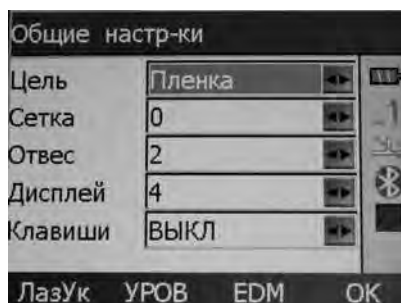 Общие настр-ки
Цель Пленка
Сетка 0
Отвес 2
Дисплей 4
Клавиши ВЫКЛ
ЛазУк УРОВ EDM OK